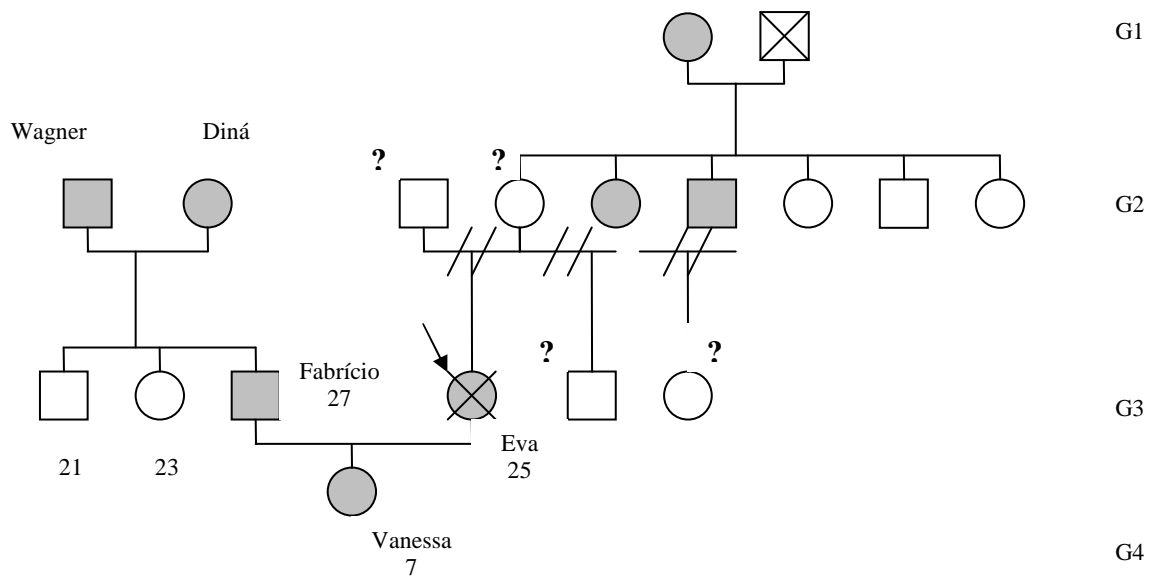 G1
Wagner Diná
? ?
G2
? ?
Fabrício
27
G3
Eva
25
21 23
Vanessa
7
G4